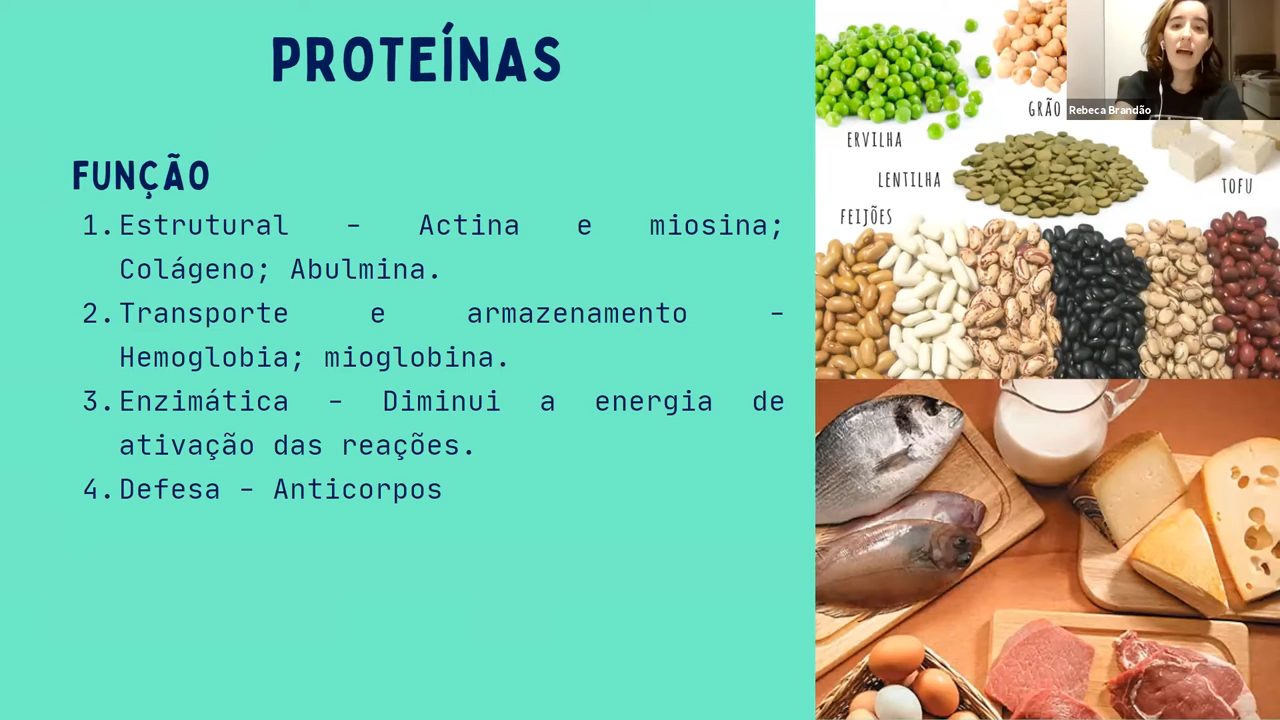 PROTEÍNAS
FUNÇÃO
1. Estrutural – Actina e miosina;
Colágeno; Abulmina.
2. Transporte e armazenamento –
Hemoglobia; mioglobina.
3. Enzimática – Diminui a energia de
ativação das reações.
4. Defesa – Anticorpos
GRÃO
Rebeca Brandão
ERVILHA
LENTILHA
TOFU
FEIJÕES